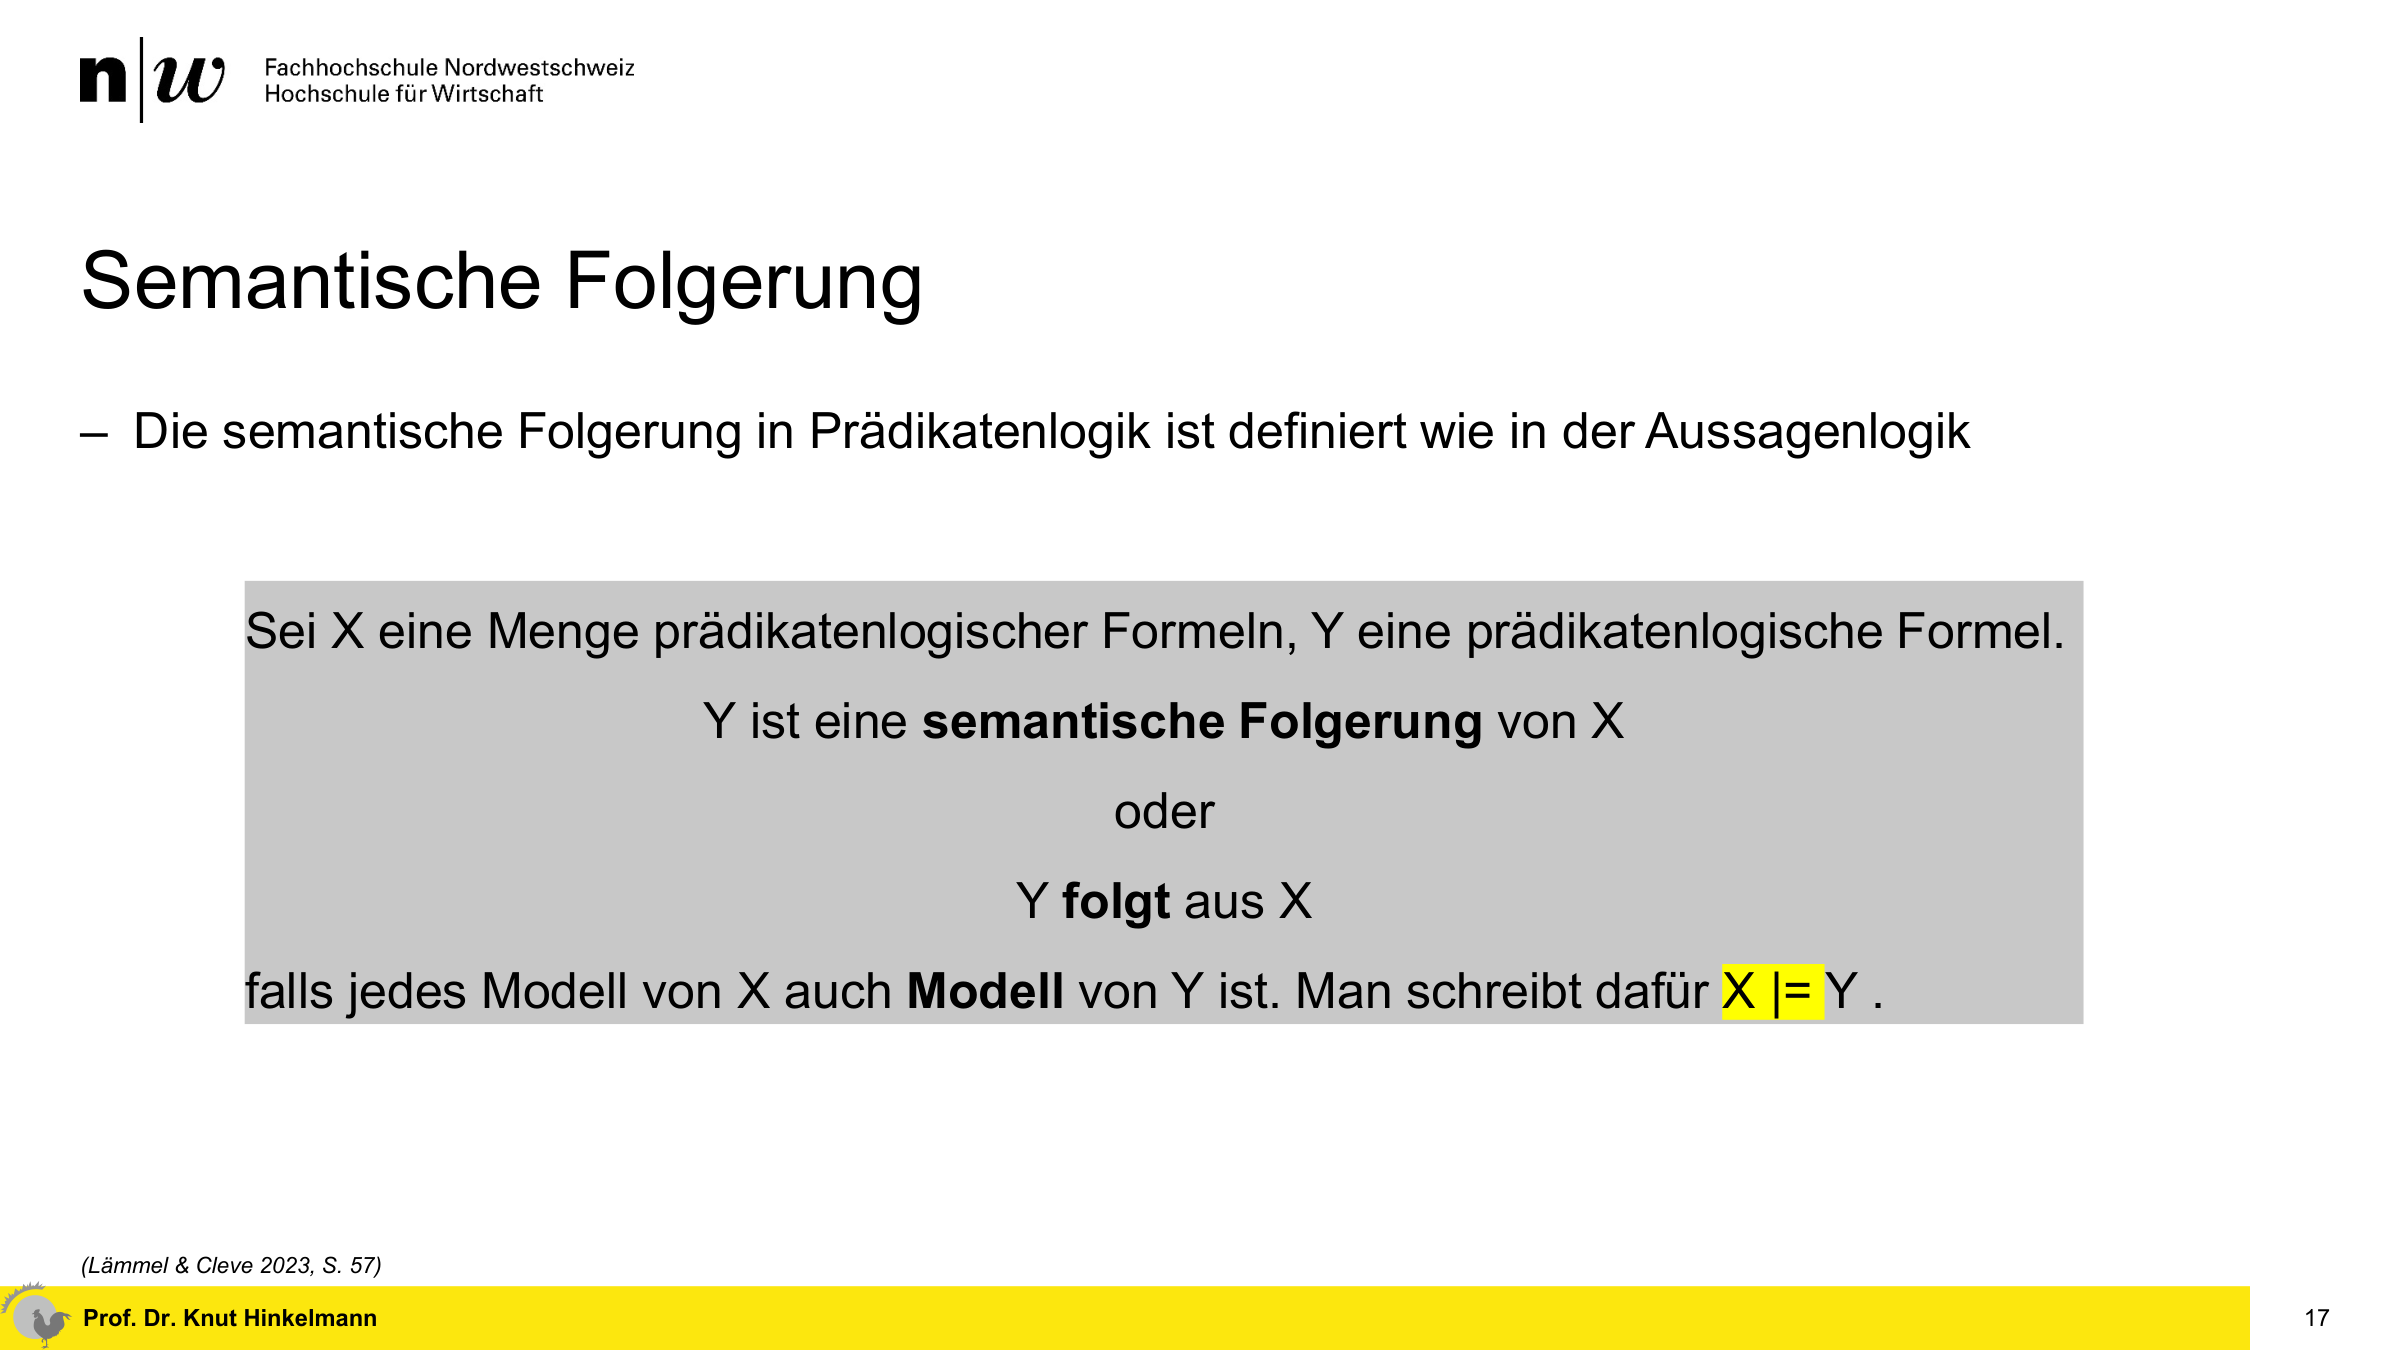 n|w
Fachhochschule Nordwestschweiz
Hochschule für Wirtschaft
Semantische Folgerung
– Die semantische Folgerung in Prädikatenlogik ist definiert wie in der Aussagenlogik
Sei X eine Menge prädikatenlogischer Formeln, Y eine prädikatenlogische Formel.
Y ist eine semantische Folgerung von X
oder
Y folgt aus X
falls jedes Modell von X auch Modell von Y ist. Man schreibt dafür X |= Y .
(Lämmel & Cleve 2023, S. 57)
Prof. Dr. Knut Hinkelmann
17